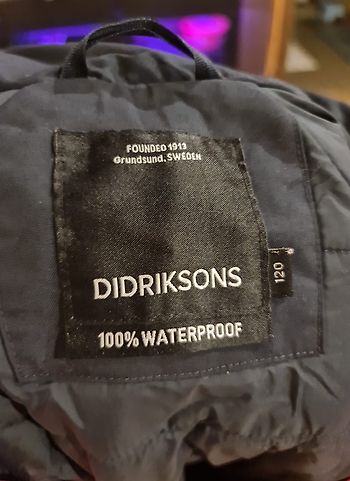 FOUNDED 1913
Grundsund. SWEDEN
DIDRIKSONS
120
100% WATERPROOF